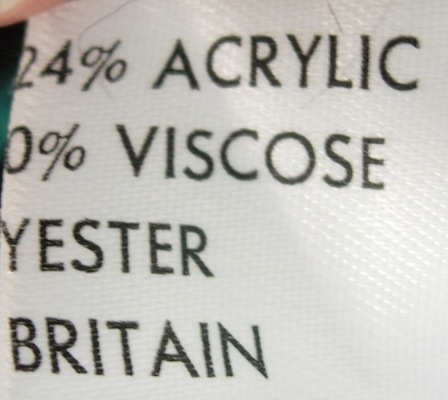 24% ACRYLIC
0% VISCOSE
YESTER
BRITAIN